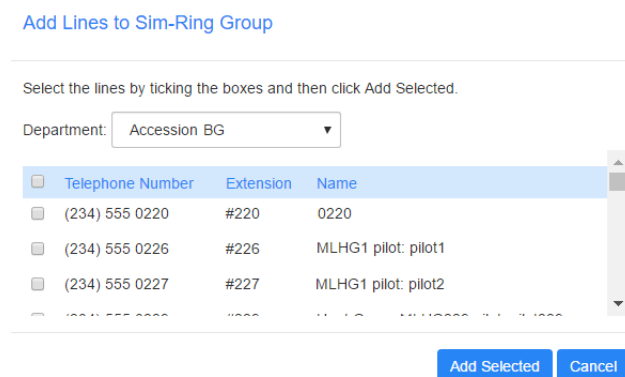 Add Lines to Sim-Ring Group
Select the lines by ticking the boxes and then click Add Selected.
Department: Accession BG
Telephone Number Extension Name
(234) 555 0220 #220 0220
(234) 555 0226 #226 MLHG1 pilot: pilot1
(234) 555 0227 #227 MLHG1 pilot: pilot2
Add Selected Cancel